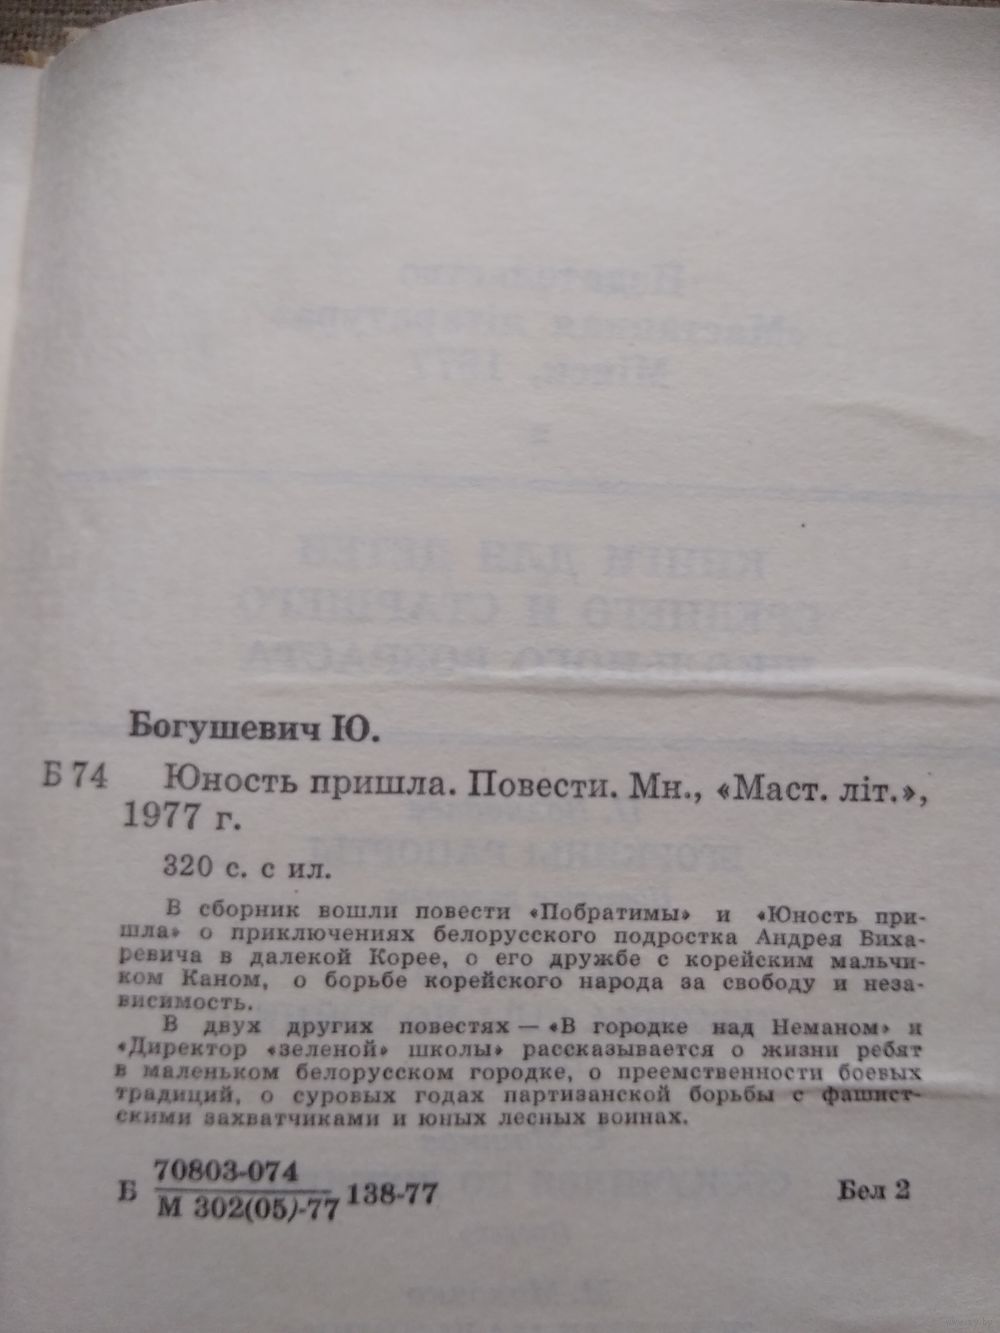 Богушевич Ю.
Б 74 Юность пришла. Повести. Мн., «Маст. літ.»,
1977 г.
320 с. с ил.
В сборник вошли повести «Побратимы» и «Юность при-
шла» о приключениях белорусского подростка Андрея Виха-
ревича в далекой Корее, о его дружбе с корейским мальчи-
ком Каном, о борьбе корейского народа за свободу и неза-
висимость.
В двух других повестях — «В городке над Неманом» и
«Директор «зеленой» школы» рассказывается о жизни ребят
в маленьком белорусском городке, о преемственности боевых
традиций, о суровых годах партизанской борьбы с фашист-
скими захватчиками и юных лесных воинах.
Б 70803-074
М 302(05)-77 138-77 Бел 2